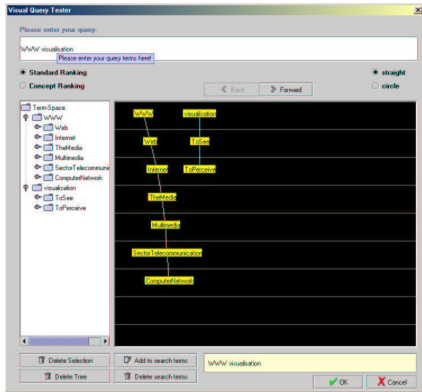 Visual Query Tester
Please enter your query:
WWW visualisation
Please enter your query terms here!
Standard Ranking
Concept Ranking
Back
Forward
straight
circle
Term-Space
WWW
Web
Internet
TheMedia
Multimedia
SectorTelecommuni
ComputerNetwork
visualisation
ToSee
ToPerceive
WWW
visualisation
Web
ToSee
Internet
ToPerceive
TheMedia
Multimedia
SectorTelecommunication
ComputerNetwork
Delete Selection
Add to search terms
WWW visualisation
Delete Tree
Delete search terms
OK
Cancel